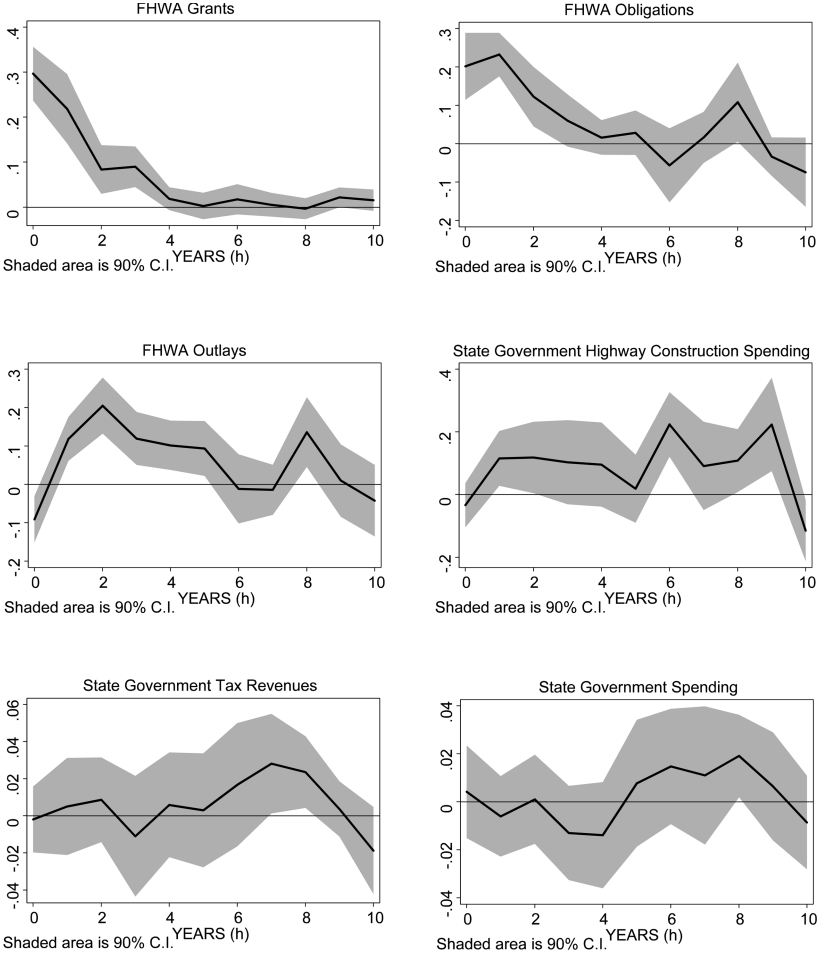 FHWA Grants
.4
.3
.2
.1
0
0 2 4 6 8 10
YEARS (h)
Shaded area is 90% C.I.
FHWA Obligations
.3
.2
.1
0
-.1
-.2
0 2 4 6 8 10
YEARS (h)
Shaded area is 90% C.I.
FHWA Outlays
.3
.2
.1
0
-.1
-.2
0 2 4 6 8 10
YEARS (h)
Shaded area is 90% C.I.
State Government Highway Construction Spending
.4
.2
0
-.2
0 2 4 6 8 10
YEARS (h)
Shaded area is 90% C.I.
State Government Tax Revenues
.06
.04
.02
0
-.02
-.04
0 2 4 6 8 10
YEARS (h)
Shaded area is 90% C.I.
State Government Spending
.04
.02
0
-.02
-.04
0 2 4 6 8 10
YEARS (h)
Shaded area is 90% C.I.